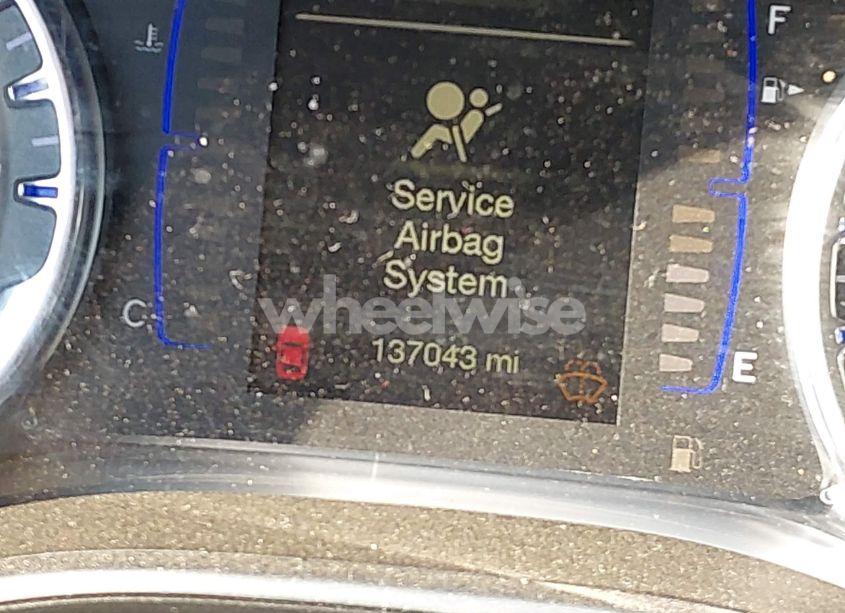 F
Service
Airbag
System
C
wheelwise
137043 mi
E